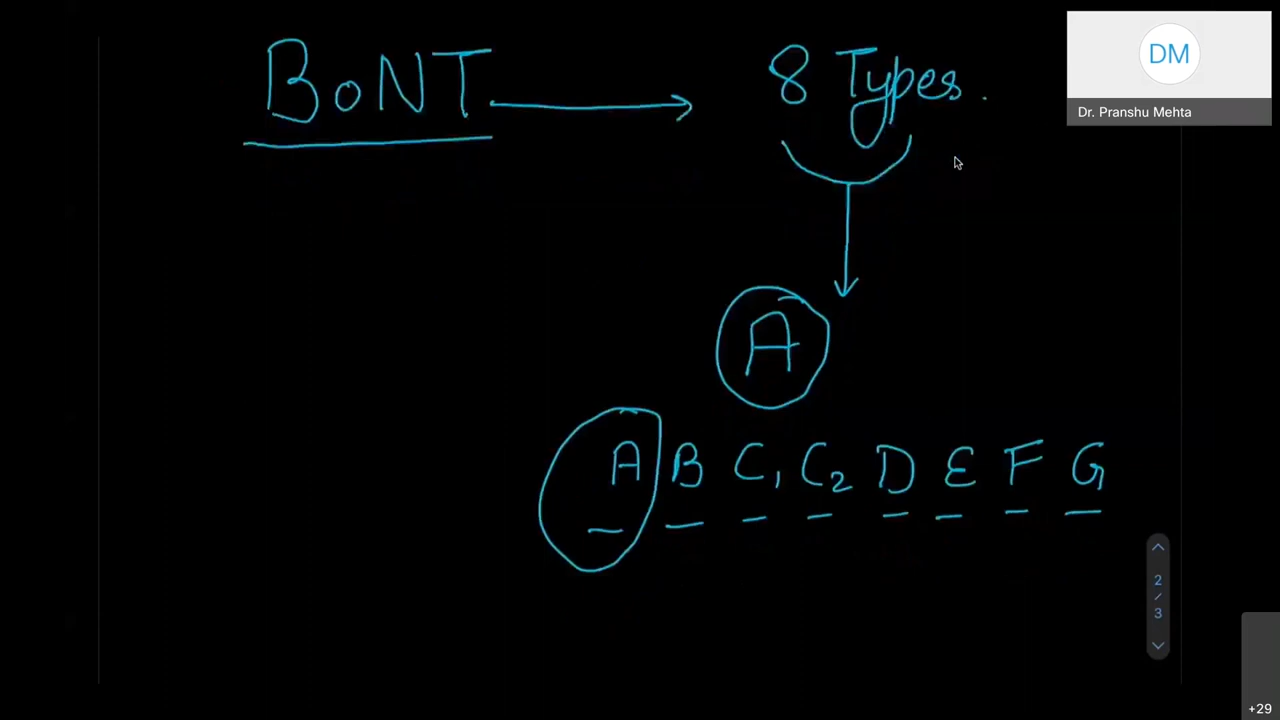 BoNT → 8 Types.
DM
Dr. Pranshu Mehta
A
A B C₁ C₂ D E F G
2
/
3
+29